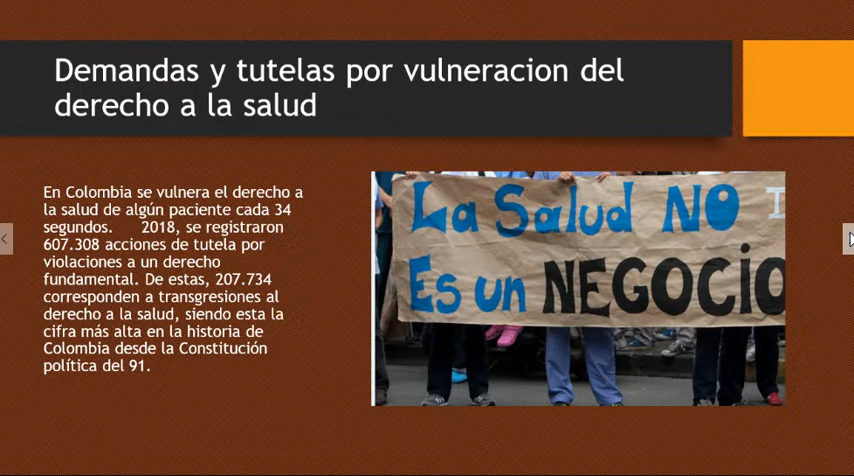 Demandas y tutelas por vulneracion del
derecho a la salud
En Colombia se vulnera el derecho a
la salud de algún paciente cada 34
segundos. 2018, se registraron
607.308 acciones de tutela por
violaciones a un derecho
fundamental. De estas, 207.734
corresponden a transgresiones al
derecho a la salud, siendo esta la
cifra más alta en la historia de
Colombia desde la Constitución
política del 91.
La Salud NO
Es un NEGOCiO